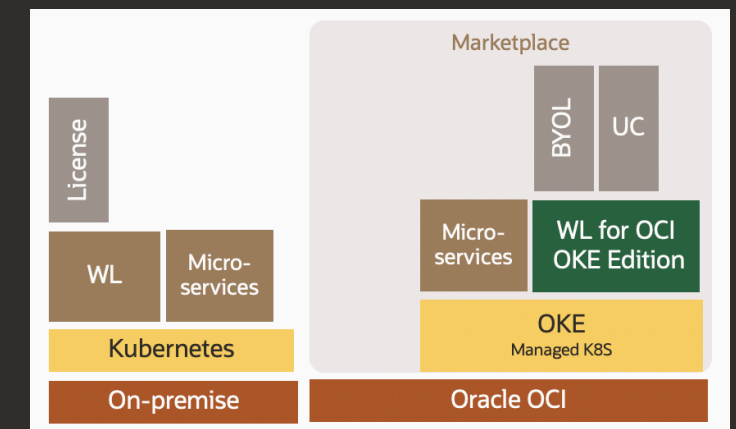 Marketplace
License
BYOL
UC
WL
Micro-
services
Micro-
services
WL for OCI
OKE Edition
Kubernetes
OKE
Managed K8S
On-premise
Oracle OCI